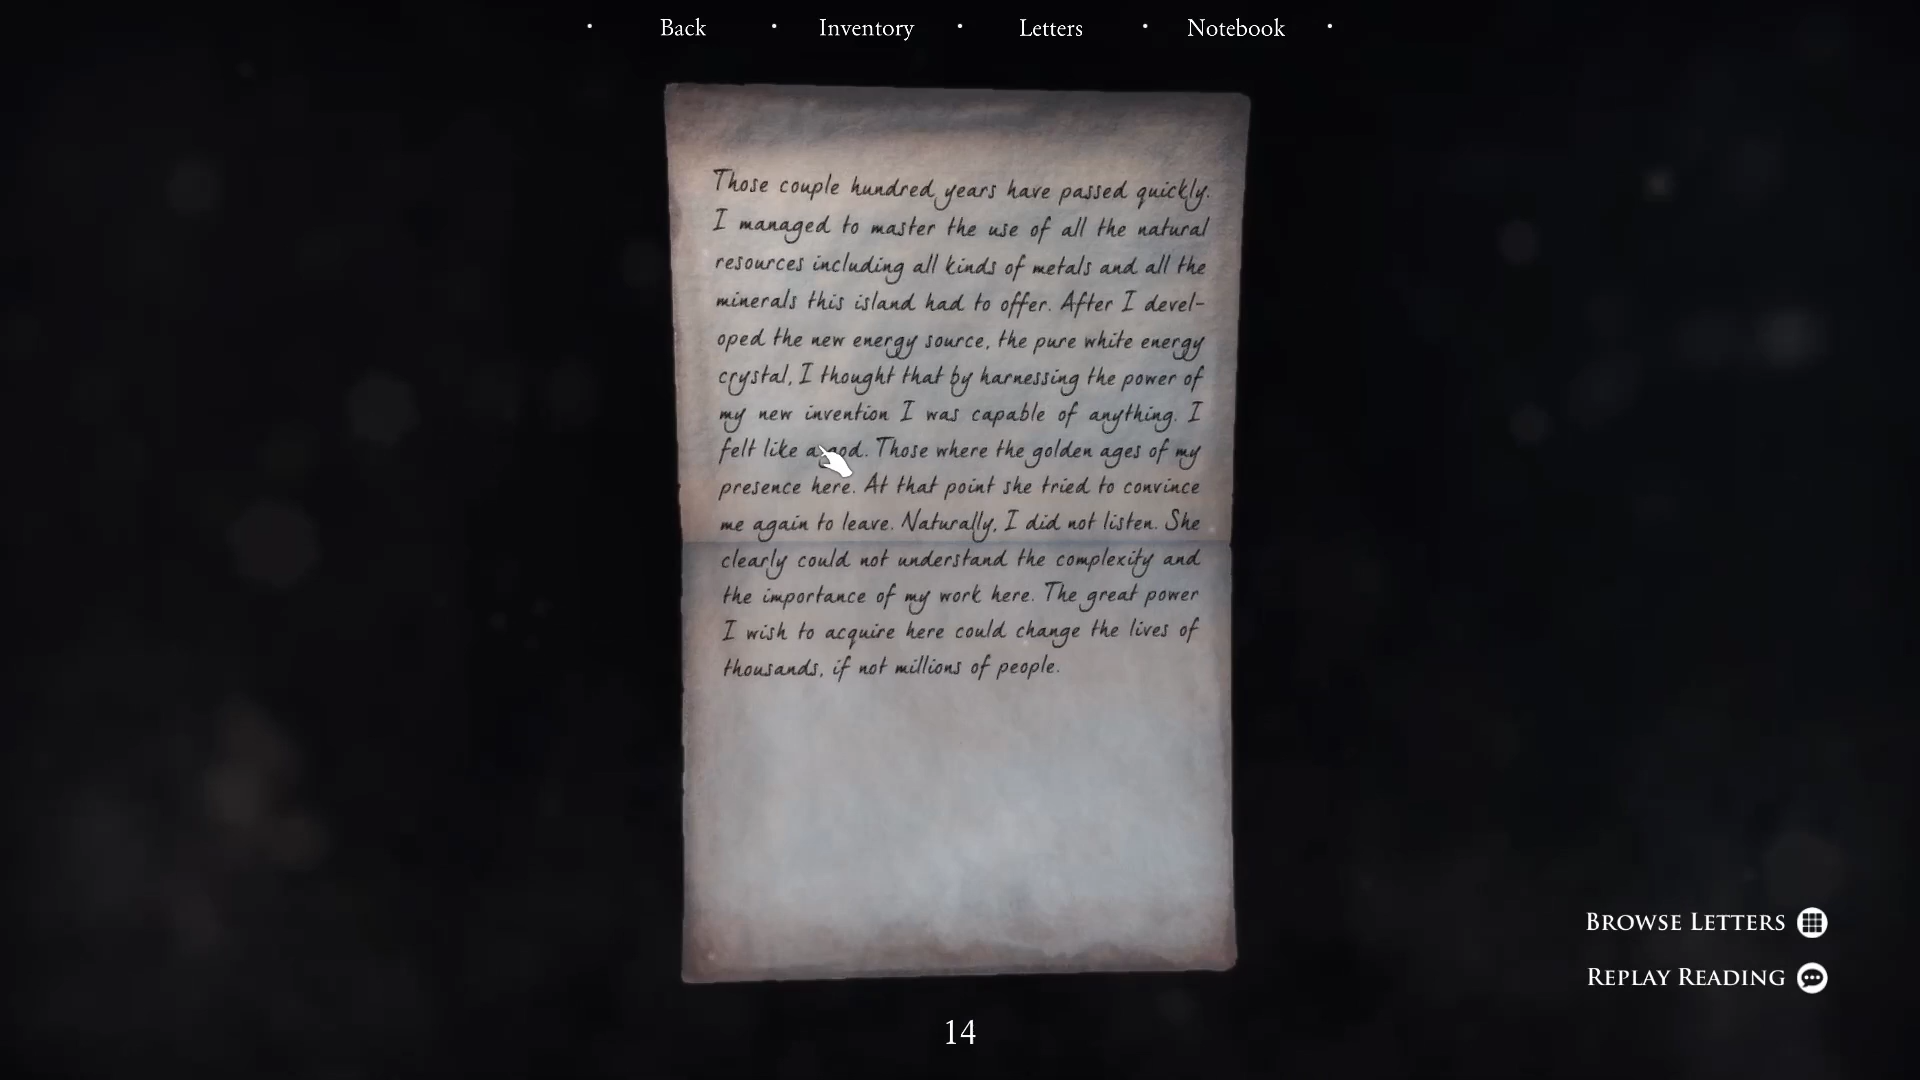 Back
Inventory
Letters
Notebook
Those couple hundred years have passed quickly.
I managed to master the use of all the natural
resources including all kinds of metals and all the
minerals this island had to offer. After I devel-
oped the new energy source, the pure white energy
crystal, I thought that by harnessing the power of
my new invention I was capable of anything. I
felt like a god. Those where the golden ages of my
presence here. At that point she tried to convince
me again to leave. Naturally, I did not listen. She
clearly could not understand the complexity and
the importance of my work here. The great power
I wish to acquire here could change the lives of
thousands, if not millions of people.
BROWSE LETTERS
REPLAY READING
14